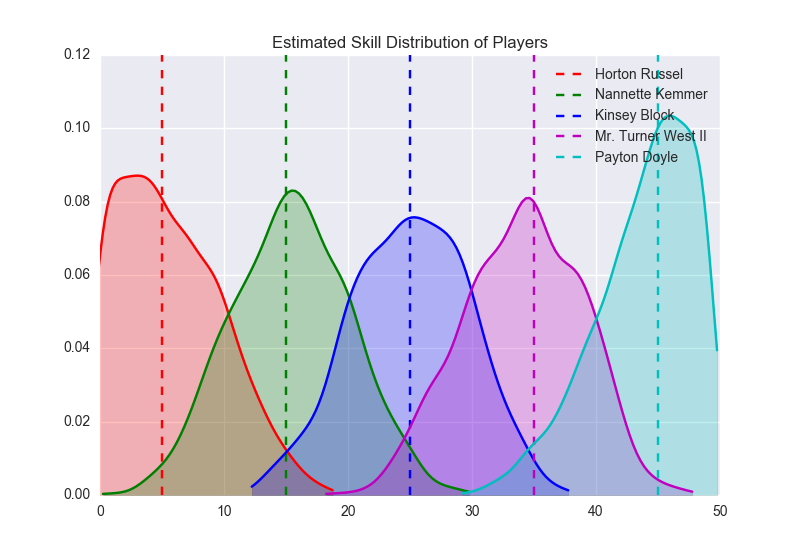 Estimated Skill Distribution of Players
0.12
0.10
0.08
0.06
0.04
0.02
0.00
0 10 20 30 40 50
Horton Russel
Nannette Kemmer
Kinsey Block
Mr. Turner West II
Payton Doyle